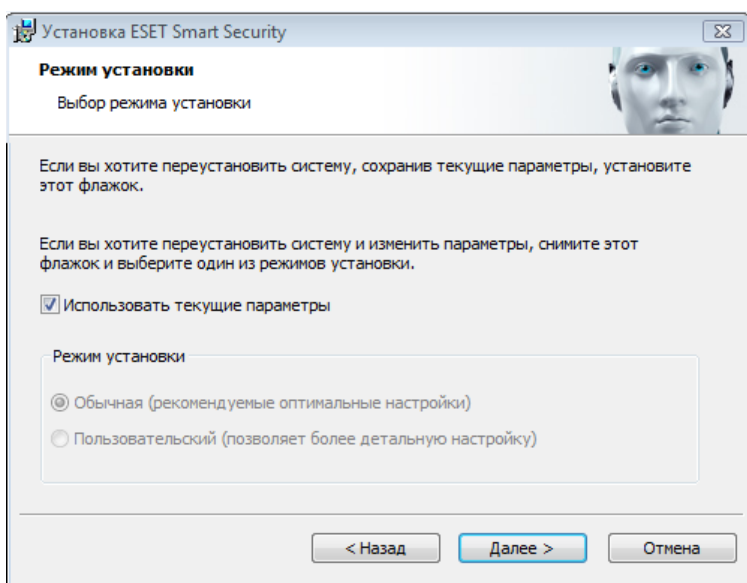 Установка ESET Smart Security
Режим установки
Выбор режима установки
Если вы хотите переустановить систему, сохранив текущие параметры, установите
этот флажок.
Если вы хотите переустановить систему и изменить параметры, снимите этот
флажок и выберите один из режимов установки.
Использовать текущие параметры
Режим установки
Обычная (рекомендуемые оптимальные настройки)
Пользовательский (позволяет более детальную настройку)
< Назад Далее > Отмена